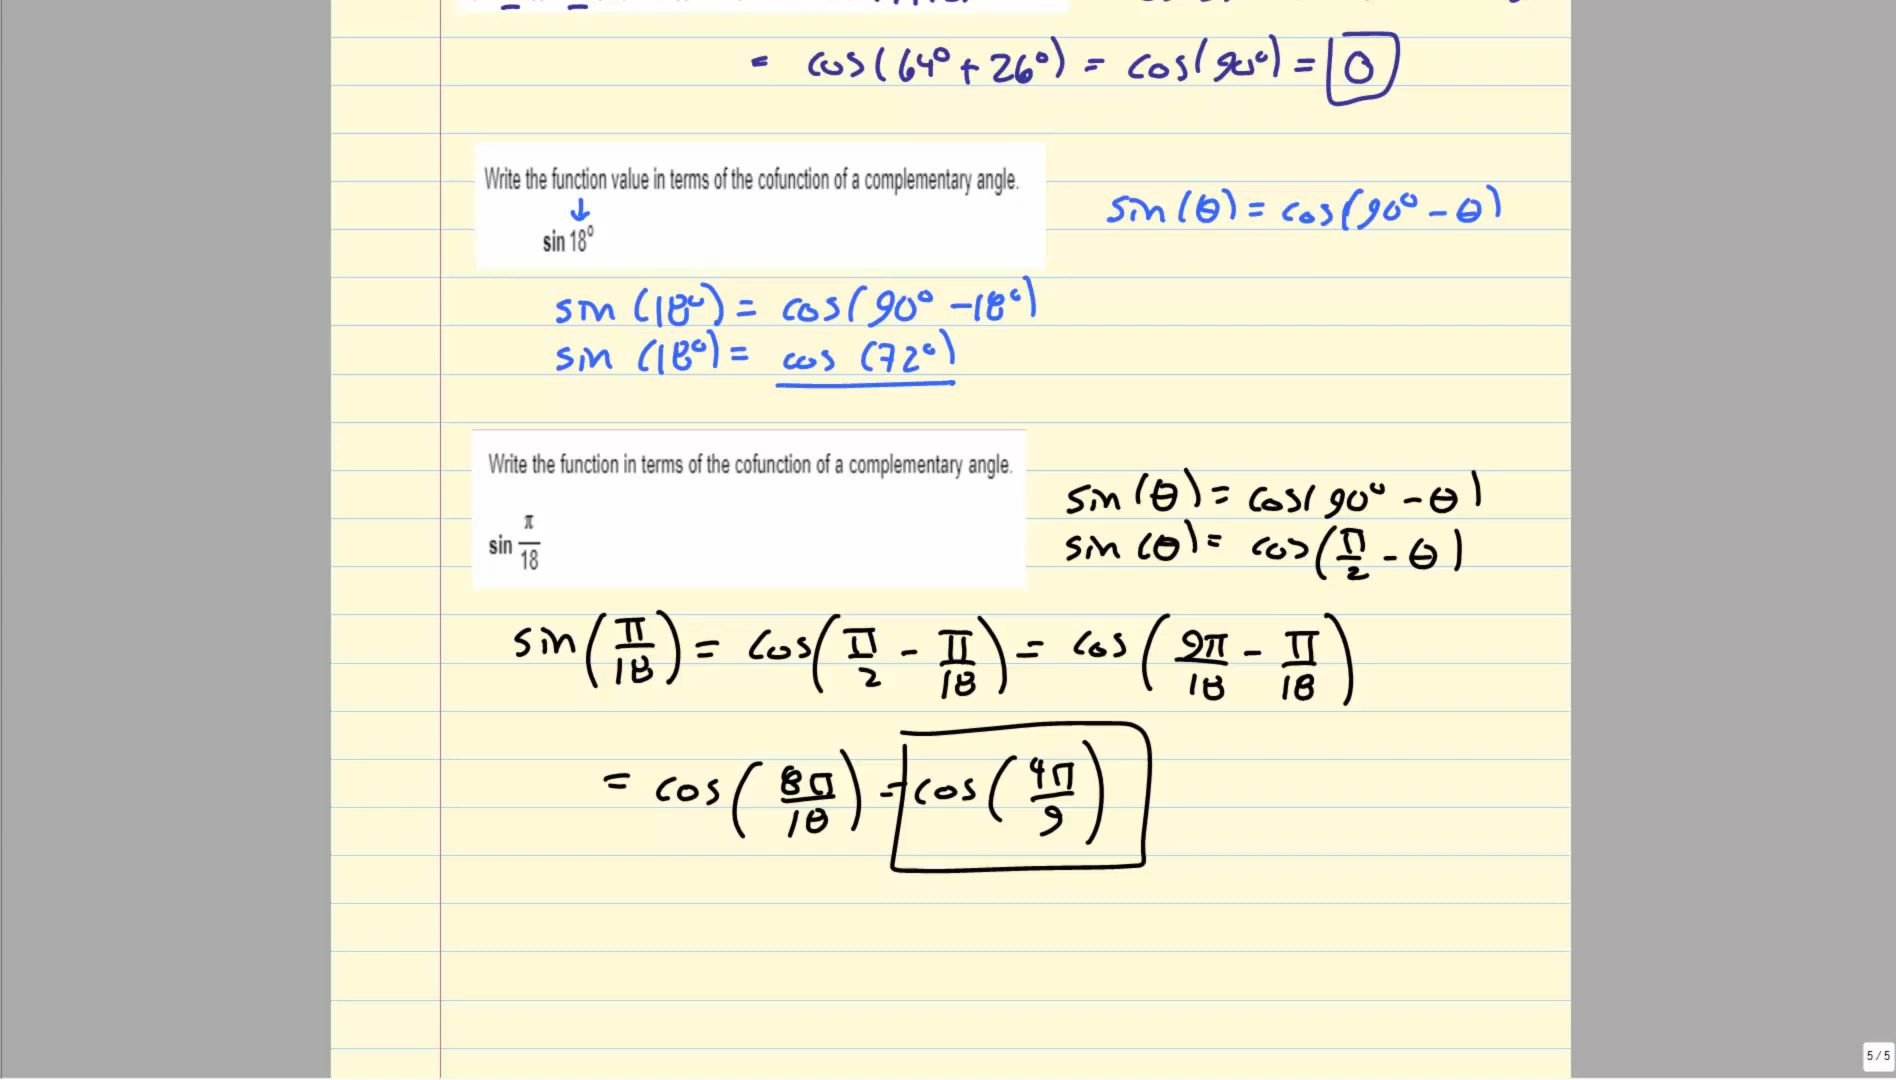 = cos(64° + 26°) = cos(90°) = 0
Write the function value in terms of the cofunction of a complementary angle.
sin(θ) = cos(90° - θ)
↓
sin 18°
sin (18°) = cos(90° - 18°)
sin (18°) = cos (72°)
Write the function in terms of the cofunction of a complementary angle.
sin(θ) = cos(90° - θ)
sin π/18
sin(θ) = cos(π/2 - θ)
sin(π/18) = cos(π/2 - π/18) = cos(9π/18 - π/18)
= cos(8π/18) = cos(4π/9)
5 / 5